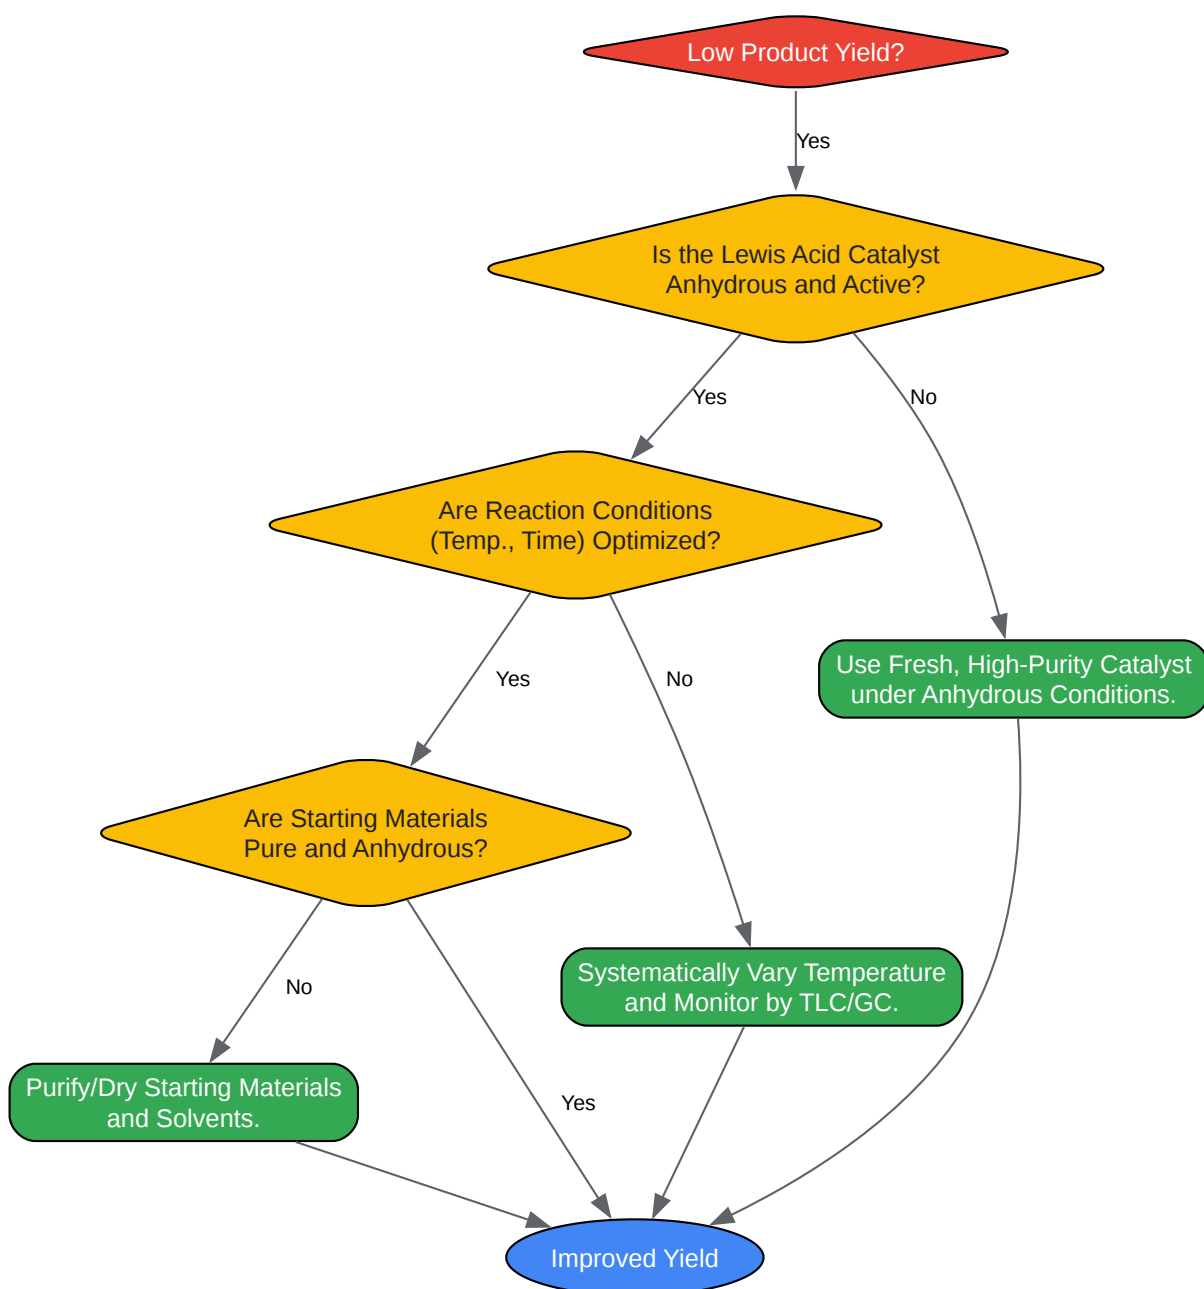 Low Product Yield?
Yes
Is the Lewis Acid Catalyst
Anhydrous and Active?
Yes
No
Are Reaction Conditions
(Temp., Time) Optimized?
Yes
No
Use Fresh, High-Purity Catalyst
under Anhydrous Conditions.
Are Starting Materials
Pure and Anhydrous?
No
Yes
Systematically Vary Temperature
and Monitor by TLC/GC.
Purify/Dry Starting Materials
and Solvents.
Improved Yield